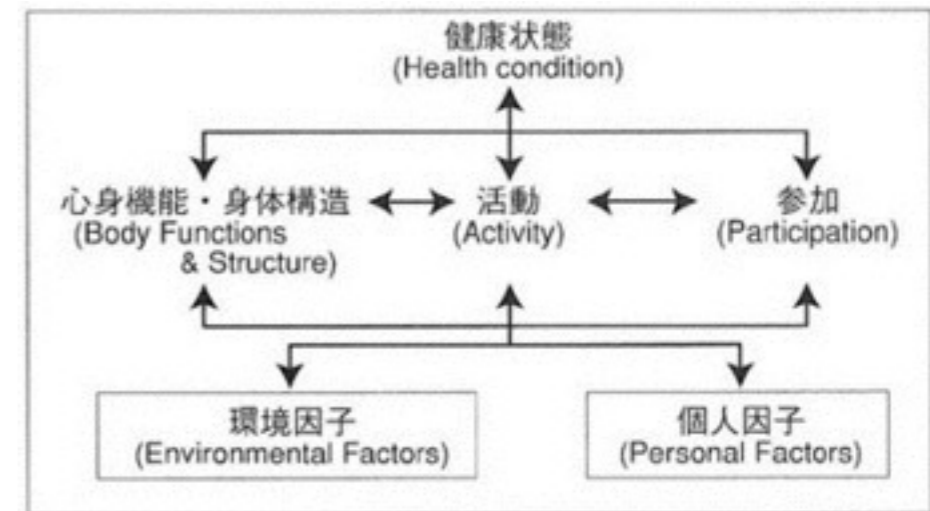 健康状態
(Health condition)
心身機能・身体構造
(Body Functions
& Structure)
活動
(Activity)
参加
(Participation)
環境因子
(Environmental Factors)
個人因子
(Personal Factors)